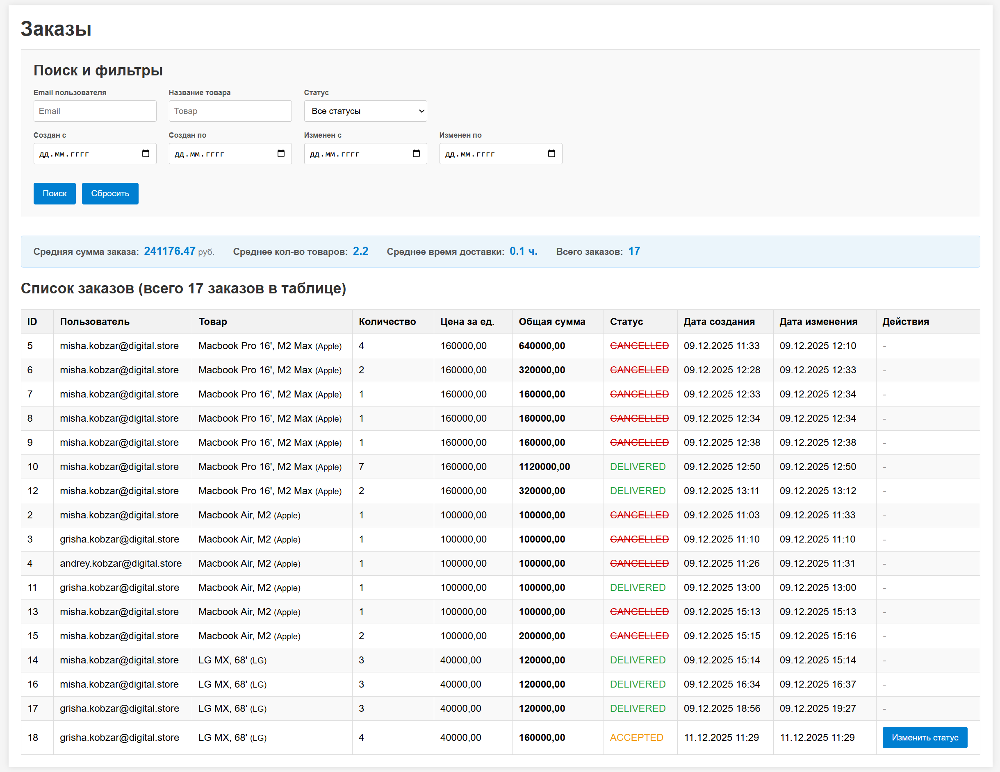 Заказы
Поиск и фильтры
Email пользователя Название товара Статус
Email Товар Все статусы
Создан с Создан по Изменен с Изменен по
дд.мм.гггг дд.мм.гггг дд.мм.гггг дд.мм.гггг
Поиск Сбросить
Средняя сумма заказа: 241176.47 руб. Среднее кол-во товаров: 2.2 Среднее время доставки: 0.1 ч. Всего заказов: 17
Список заказов (всего 17 заказов в таблице)
ID Пользователь Товар Количество Цена за ед. Общая сумма Статус Дата создания Дата изменения Действия
5 misha.kobzar@digital.store Macbook Pro 16', M2 Max (Apple) 4 160000,00 640000,00 CANCELLED 09.12.2025 11:33 09.12.2025 12:10 -
6 misha.kobzar@digital.store Macbook Pro 16', M2 Max (Apple) 2 160000,00 320000,00 CANCELLED 09.12.2025 12:28 09.12.2025 12:33 -
7 misha.kobzar@digital.store Macbook Pro 16', M2 Max (Apple) 1 160000,00 160000,00 CANCELLED 09.12.2025 12:33 09.12.2025 12:34 -
8 misha.kobzar@digital.store Macbook Pro 16', M2 Max (Apple) 1 160000,00 160000,00 CANCELLED 09.12.2025 12:34 09.12.2025 12:34 -
9 misha.kobzar@digital.store Macbook Pro 16', M2 Max (Apple) 1 160000,00 160000,00 CANCELLED 09.12.2025 12:38 09.12.2025 12:38 -
10 misha.kobzar@digital.store Macbook Pro 16', M2 Max (Apple) 7 160000,00 1120000,00 DELIVERED 09.12.2025 12:50 09.12.2025 12:50 -
12 misha.kobzar@digital.store Macbook Pro 16', M2 Max (Apple) 2 160000,00 320000,00 DELIVERED 09.12.2025 13:11 09.12.2025 13:12 -
2 misha.kobzar@digital.store Macbook Air, M2 (Apple) 1 100000,00 100000,00 CANCELLED 09.12.2025 11:03 09.12.2025 11:33 -
3 grisha.kobzar@digital.store Macbook Air, M2 (Apple) 1 100000,00 100000,00 CANCELLED 09.12.2025 11:10 09.12.2025 11:10 -
4 andrey.kobzar@digital.store Macbook Air, M2 (Apple) 1 100000,00 100000,00 CANCELLED 09.12.2025 11:26 09.12.2025 11:31 -
11 grisha.kobzar@digital.store Macbook Air, M2 (Apple) 1 100000,00 100000,00 DELIVERED 09.12.2025 13:00 09.12.2025 13:00 -
13 misha.kobzar@digital.store Macbook Air, M2 (Apple) 1 100000,00 100000,00 CANCELLED 09.12.2025 15:13 09.12.2025 15:13 -
15 misha.kobzar@digital.store Macbook Air, M2 (Apple) 2 100000,00 200000,00 CANCELLED 09.12.2025 15:15 09.12.2025 15:16 -
14 misha.kobzar@digital.store LG MX, 68' (LG) 3 40000,00 120000,00 DELIVERED 09.12.2025 15:14 09.12.2025 15:14 -
16 misha.kobzar@digital.store LG MX, 68' (LG) 3 40000,00 120000,00 DELIVERED 09.12.2025 16:34 09.12.2025 16:37 -
17 grisha.kobzar@digital.store LG MX, 68' (LG) 3 40000,00 120000,00 DELIVERED 09.12.2025 18:56 09.12.2025 19:27 -
18 grisha.kobzar@digital.store LG MX, 68' (LG) 4 40000,00 160000,00 ACCEPTED 11.12.2025 11:29 11.12.2025 11:29 Изменить статус